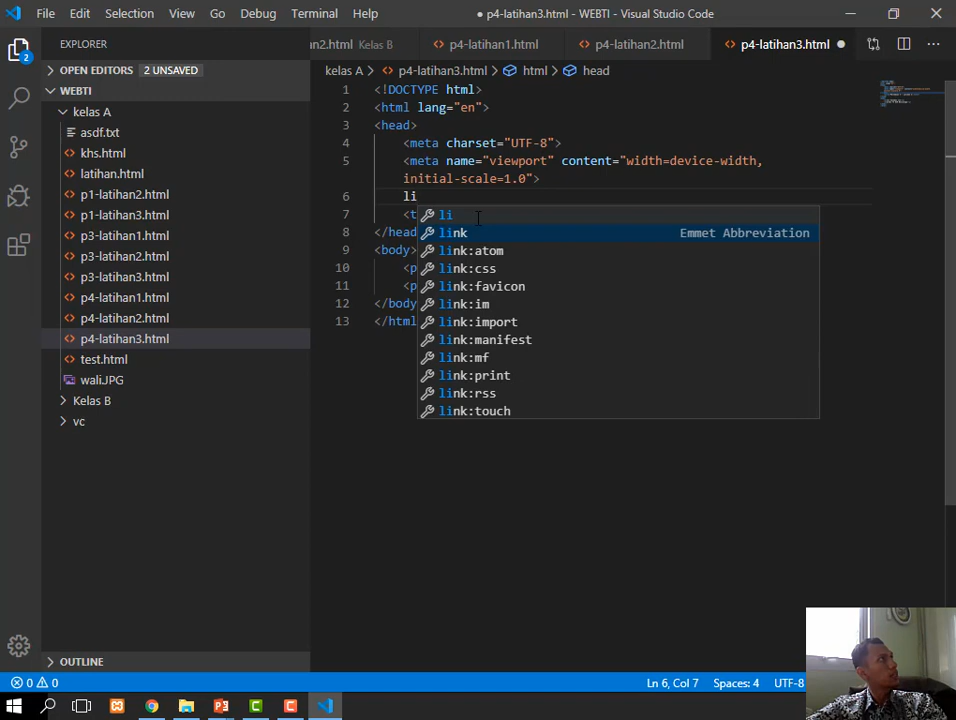 File Edit Selection View Go Debug Terminal Help
● p4-latihan3.html - WEBTI - Visual Studio Code
EXPLORER
an2.html Kelas B
p4-latihan1.html
p4-latihan2.html
p4-latihan3.html ●
2
OPEN EDITORS 2 UNSAVED
WEBTI
kelas A
asdf.txt
khs.html
latihan.html
p1-latihan2.html
p1-latihan3.html
p3-latihan1.html
p3-latihan2.html
p3-latihan3.html
p4-latihan1.html
p4-latihan2.html
p4-latihan3.html
test.html
wali.JPG
Kelas B
vc
OUTLINE
kelas A > p4-latihan3.html > html > head
1 <!DOCTYPE html>
2 <html lang="en">
3 <head>
4 <meta charset="UTF-8">
5 <meta name="viewport" content="width=device-width,
initial-scale=1.0">
6 li
7 <t
8 </head
9 <body>
10 <p
11 <p
12 </body
13 </html
li
link Emmet Abbreviation
link:atom
link:css
link:favicon
link:im
link:import
link:manifest
link:mf
link:print
link:rss
link:touch
0 0
Ln 6, Col 7 Spaces: 4 UTF-8